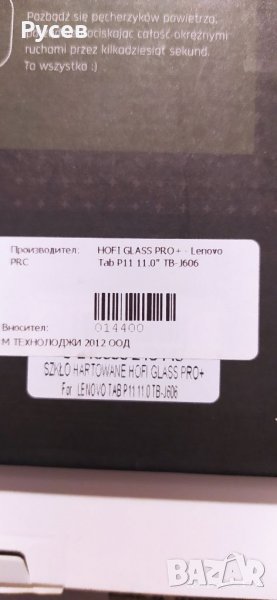 Pozbądź się pęcherzyków powietrza,
całość okrężnymi
ruchami przez kilkadziesiąt sekund.
To wszystko :)
Русев
Производител: HOFI GLASS PRO+ - Lenovo
PRC Tab P11 11.0" TB-J606
Вносител: 014400
М ТЕХНОЛОДЖИ 2012 ООД
SZKŁO HARTOWANE HOFI GLASS PRO+
For LENOVO TAB P11 11.0 TB-J606
BAZAR